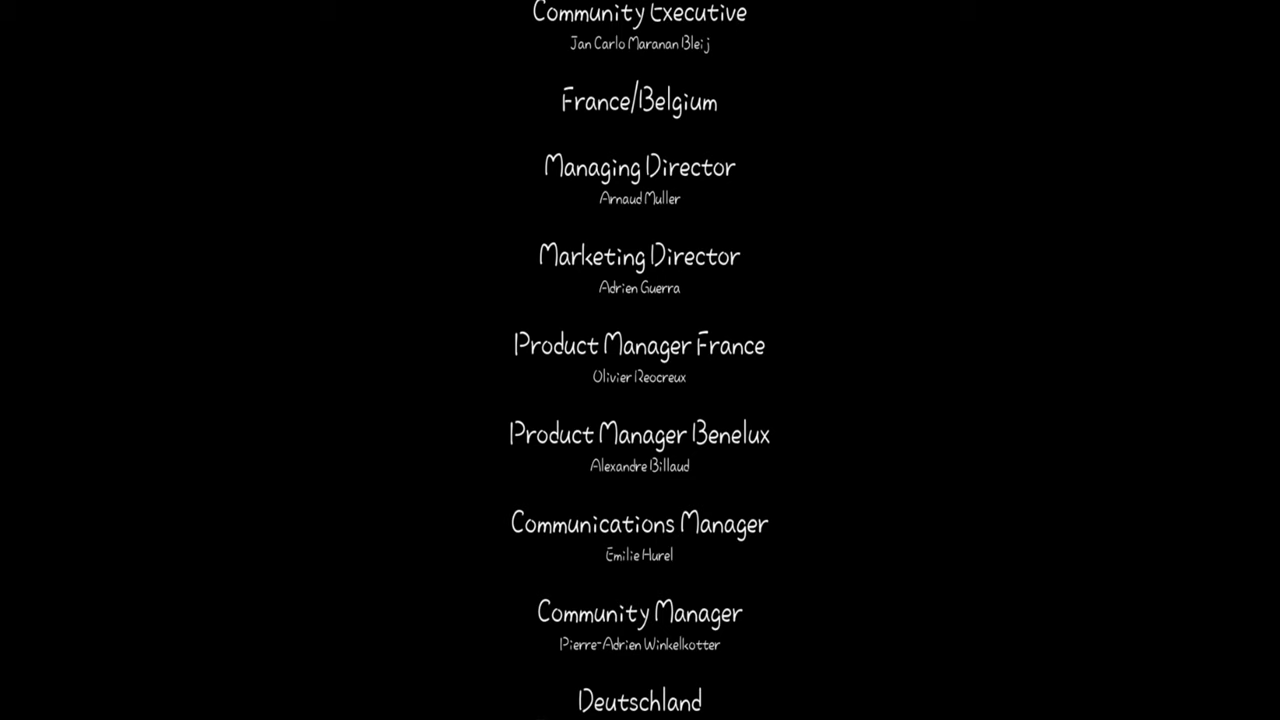 Community Executive
Jan Carlo Maranan Bleij
France/Belgium
Managing Director
Arnaud Muller
Marketing Director
Adrien Guerra
Product Manager France
Olivier Reocreux
Product Manager Benelux
Alexandre Billaud
Communications Manager
Emilie Hurel
Community Manager
Pierre-Adrien Winkelkotter
Deutschland